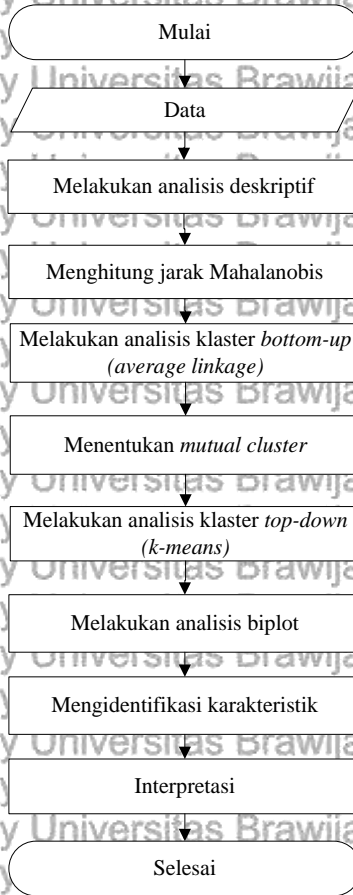 Mulai
Data
Melakukan analisis deskriptif
Menghitung jarak Mahalanobis
Melakukan analisis klaster bottom-up
(average linkage)
Menentukan mutual cluster
Melakukan analisis klaster top-down
(k-means)
Melakukan analisis biplot
Mengidentifikasi karakteristik
Interpretasi
Selesai